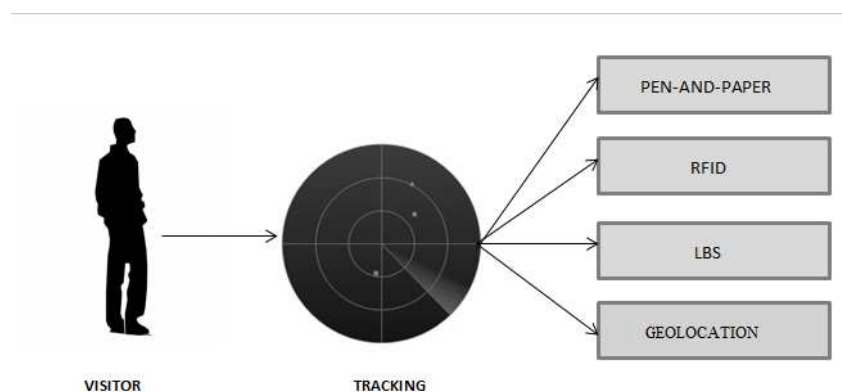 PEN-AND-PAPER
RFID
LBS
GEOLOCATION
VISITOR
TRACKING